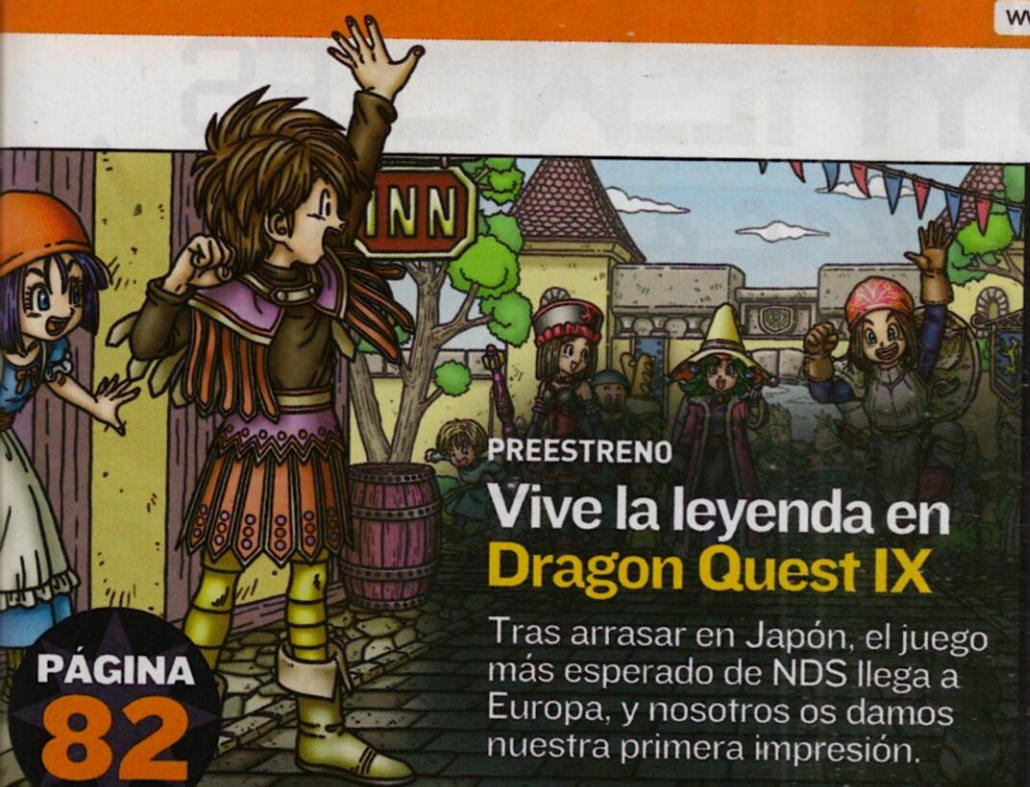 INN
PREESTRENO
Vive la leyenda en
Dragon Quest IX
Tras arrasar en Japón, el juego
más esperado de NDS llega a
Europa, y nosotros os damos
nuestra primera impresión.
PÁGINA
82